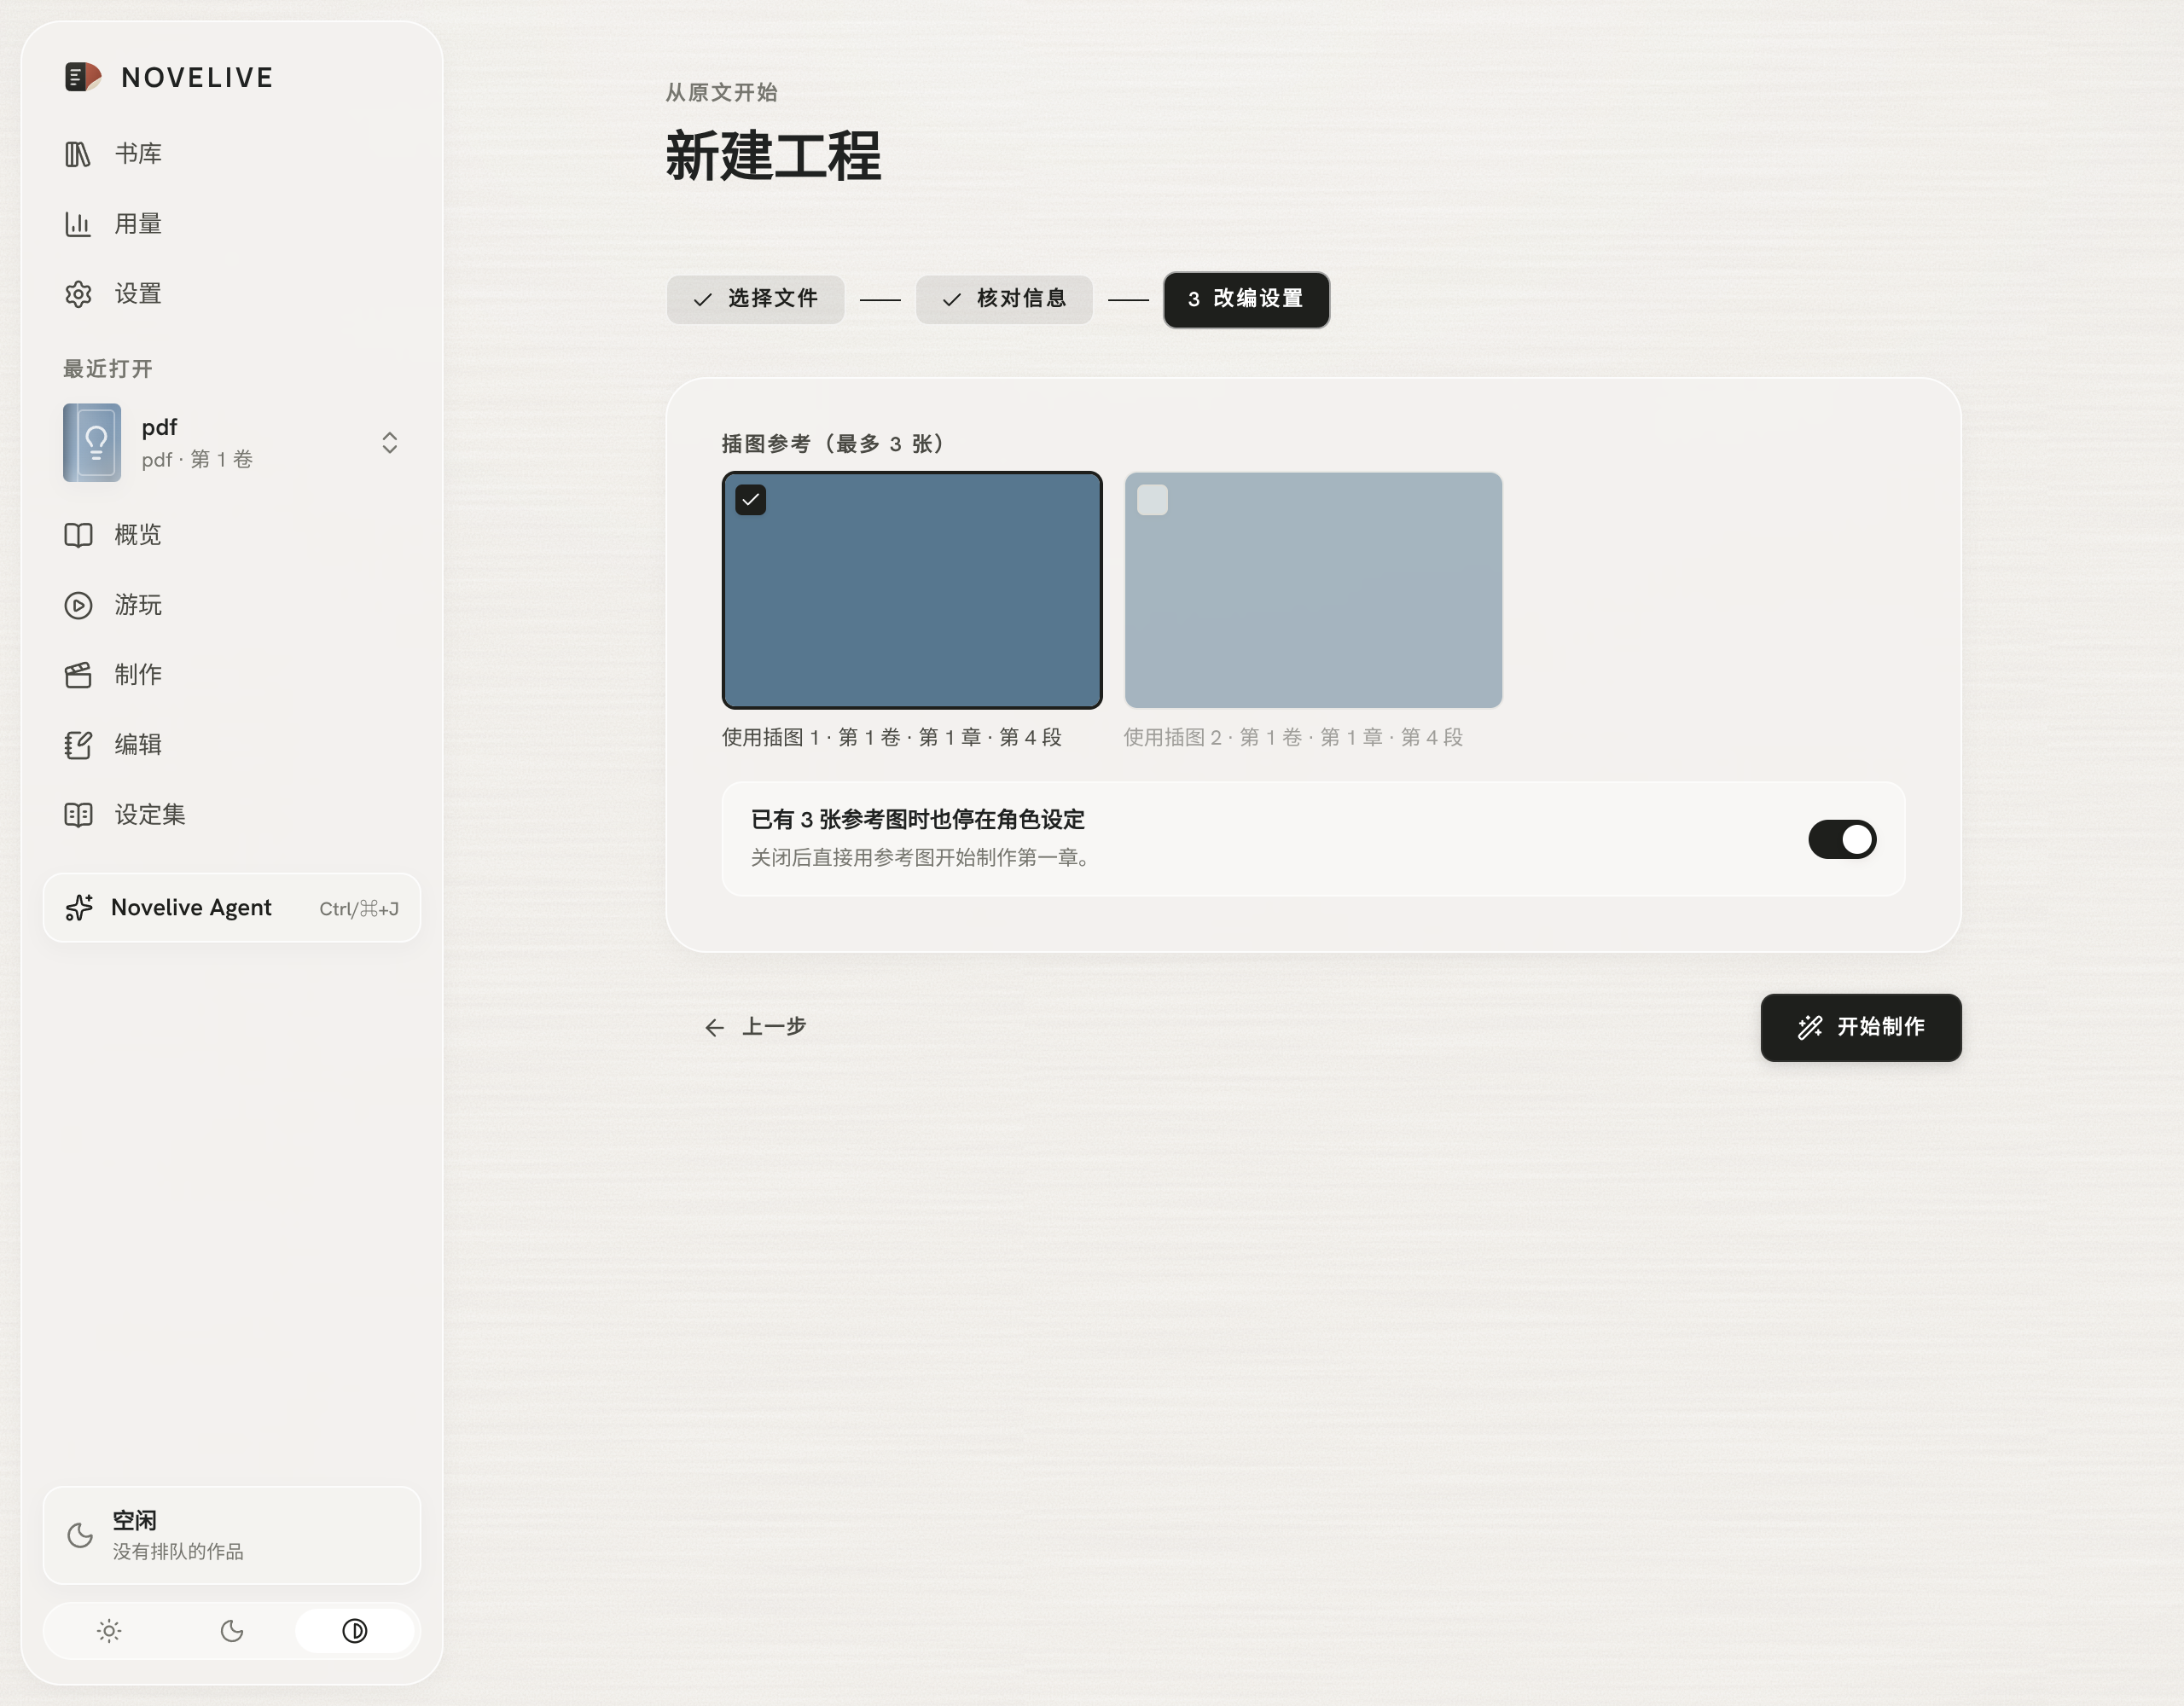 NOVELIVE
书库
用量
设置
最近打开
pdf
pdf · 第 1 卷
概览
游玩
制作
编辑
设定集
Novelive Agent Ctrl/⌘+J
空闲
没有排队的作品
从原文开始
新建工程
选择文件
核对信息
3 改编设置
插图参考（最多 3 张）
使用插图 1 · 第 1 卷 · 第 1 章 · 第 4 段
使用插图 2 · 第 1 卷 · 第 1 章 · 第 4 段
已有 3 张参考图时也停在角色设定
关闭后直接用参考图开始制作第一章。
上一步
开始制作